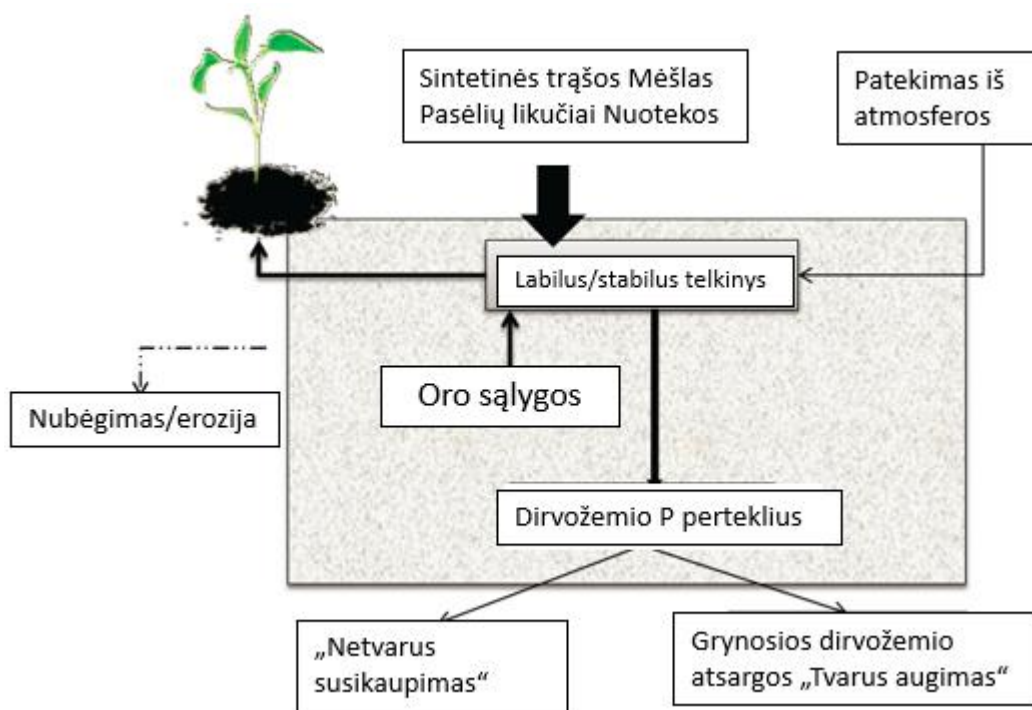 Sintetinės trąšos Mėšlas
Pasėlių likučiai Nuotekos
Patekimas iš
atmosferos
Labilus/stabilus telkinys
Oro sąlygos
Nubėgimas/erozija
Dirvožemio P perteklius
„Netvarus
susikaupimas“
Grynosios dirvožemio
atsargos „Tvarus augimas“